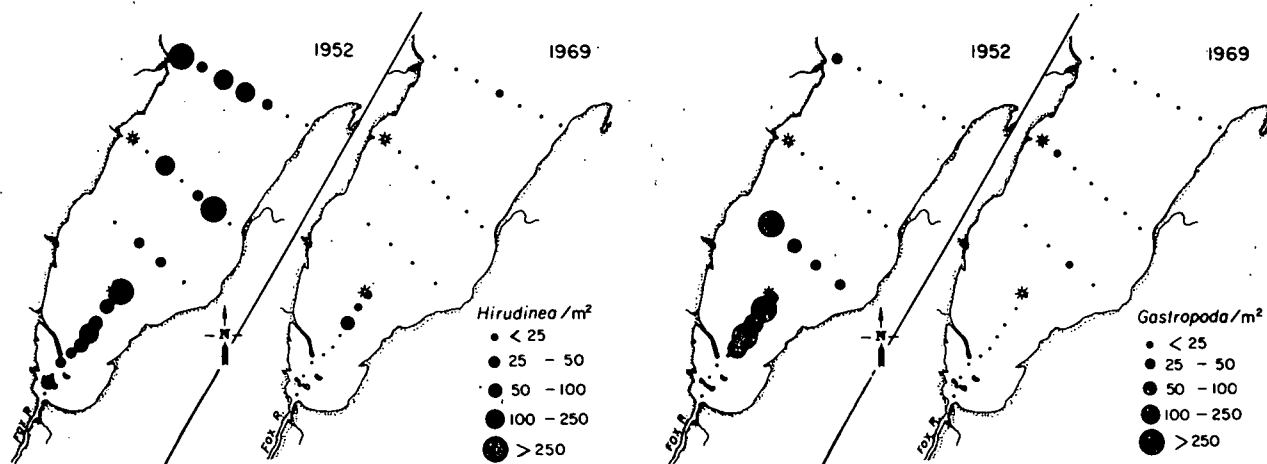 1952
1969
FOX R.
FOX R.
N
Hirudinea/m²
< 25
25 - 50
50 - 100
100 - 250
> 250
1952
1969
FOX R.
FOX R.
N
Gastropoda/m²
< 25
25 - 50
50 - 100
100 - 250
> 250